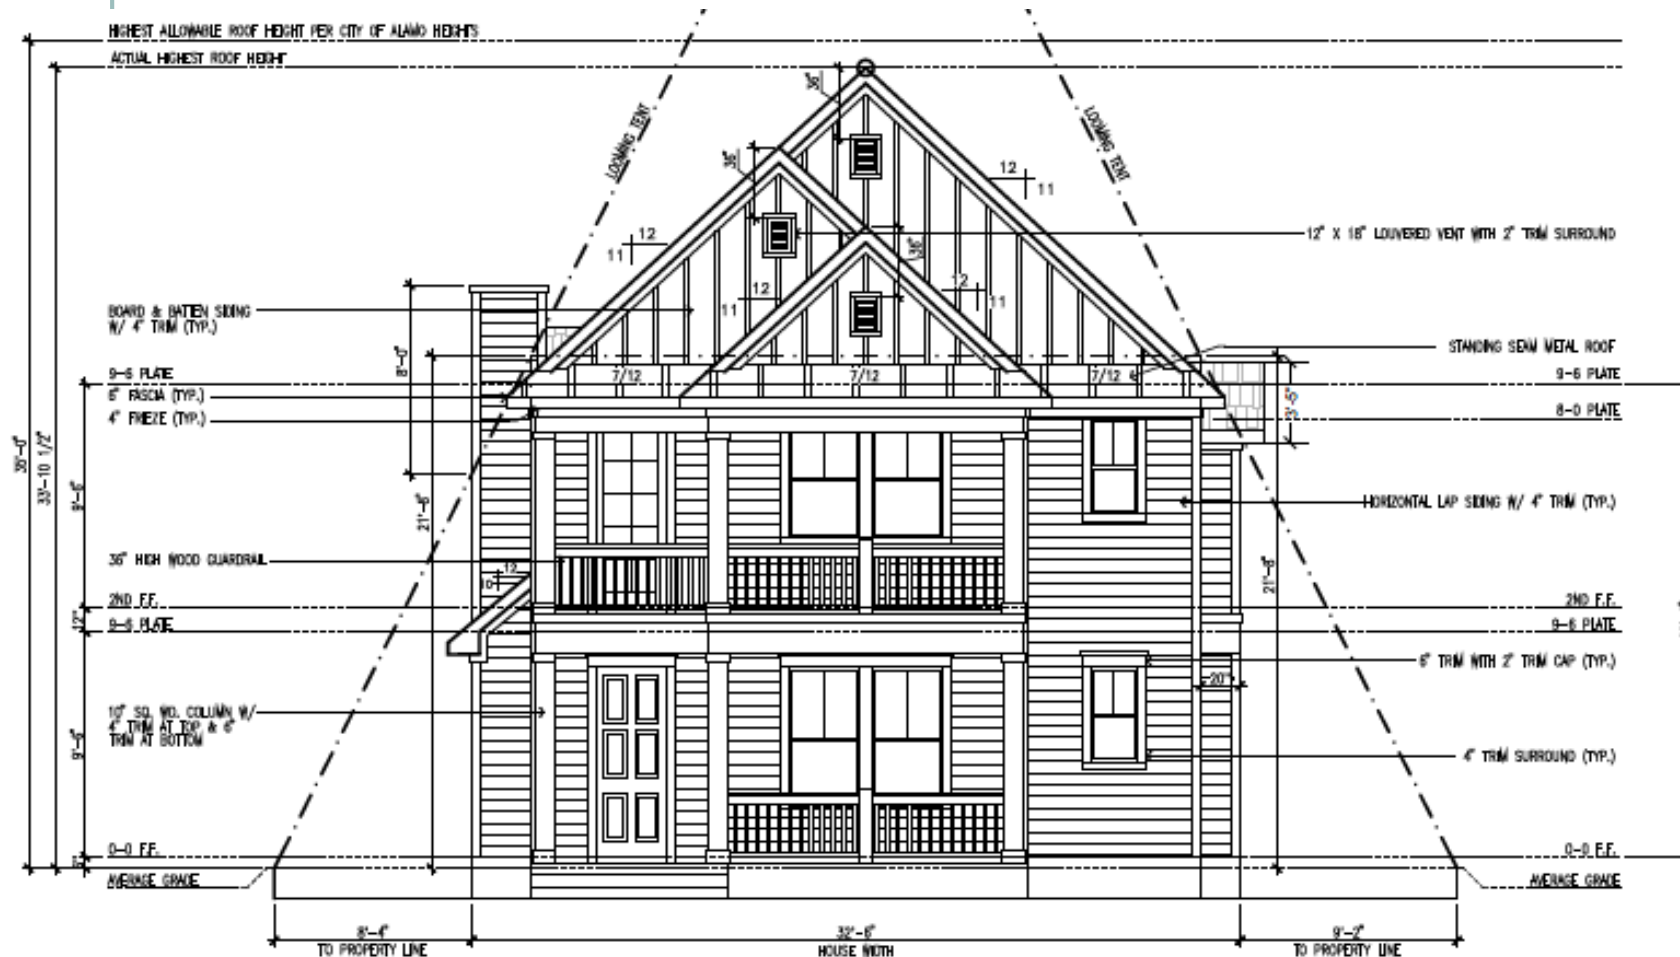 HIGHEST ALLOWABLE ROOF HEIGHT PER CITY OF ALAMO HEIGHTS
ACTUAL HIGHEST ROOF HEIGHT
LOOMING TENT
LOOMING TENT
36"
36"
36"
12
11
12
11
12
11
12
11
12" X 18" LOUVERED VENT WITH 2" TRIM SURROUND
BOARD & BATTEN SIDING
W/ 4" TRIM (TYP.)
STANDING SEAM METAL ROOF
9-6 PLATE
6" FASCIA (TYP.)
4" FRIEZE (TYP.)
7/12
7/12
7/12
9-6 PLATE
8-0 PLATE
8'-0"
3'-6"
33'-10 1/2"
9'-6"
21'-8"
21'-8"
HORIZONTAL LAP SIDING W/ 4" TRIM (TYP.)
36" HIGH WOOD GUARDRAIL
12
10
2ND F.F.
12"
9-6 PLATE
2ND F.F.
9-6 PLATE
6" TRIM WITH 2" TRIM CAP (TYP.)
20"
10" SQ. WD. COLUMN W/
4" TRIM AT TOP & 6"
TRIM AT BOTTOM
9'-6"
4" TRIM SURROUND (TYP.)
0-0 F.F.
0-0 F.F.
AVERAGE GRADE
AVERAGE GRADE
8'-4"
TO PROPERTY LINE
32'-6"
HOUSE WIDTH
9'-2"
TO PROPERTY LINE